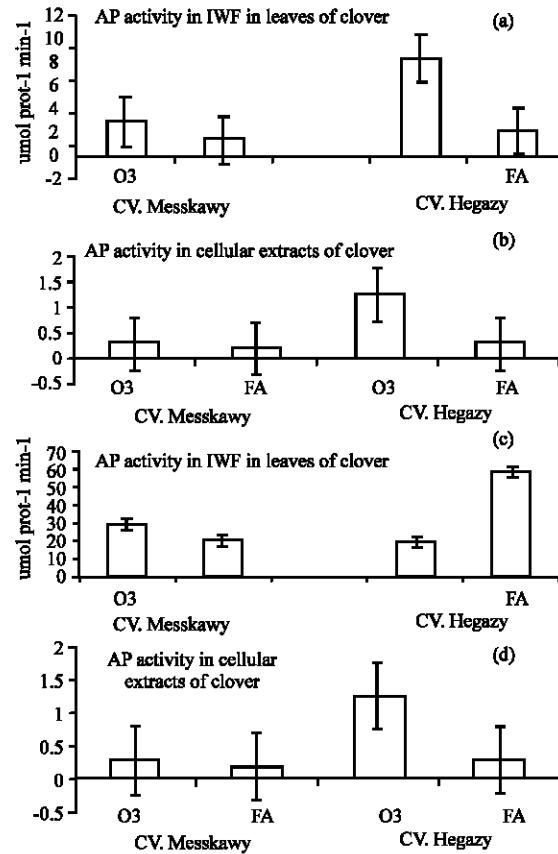 AP activity in IWF in leaves of clover
(a)
umol prot-1 min-1
12
10
8
6
4
2
0
-2
O3
FA
CV. Messkawy
CV. Hegazy
AP activity in cellular extracts of clover
(b)
2
1.5
1
0.5
0
-0.5
O3
FA
O3
FA
CV. Messkawy
CV. Hegazy
AP activity in IWF in leaves of clover
(c)
umol prot-1 min-1
70
60
50
40
30
20
10
0
O3
FA
CV. Messkawy
CV. Hegazy
AP activity in cellular
extracts of clover
(d)
2
1.5
1
0.5
0
-0.5
O3
FA
O3
FA
CV. Messkawy
CV. Hegazy